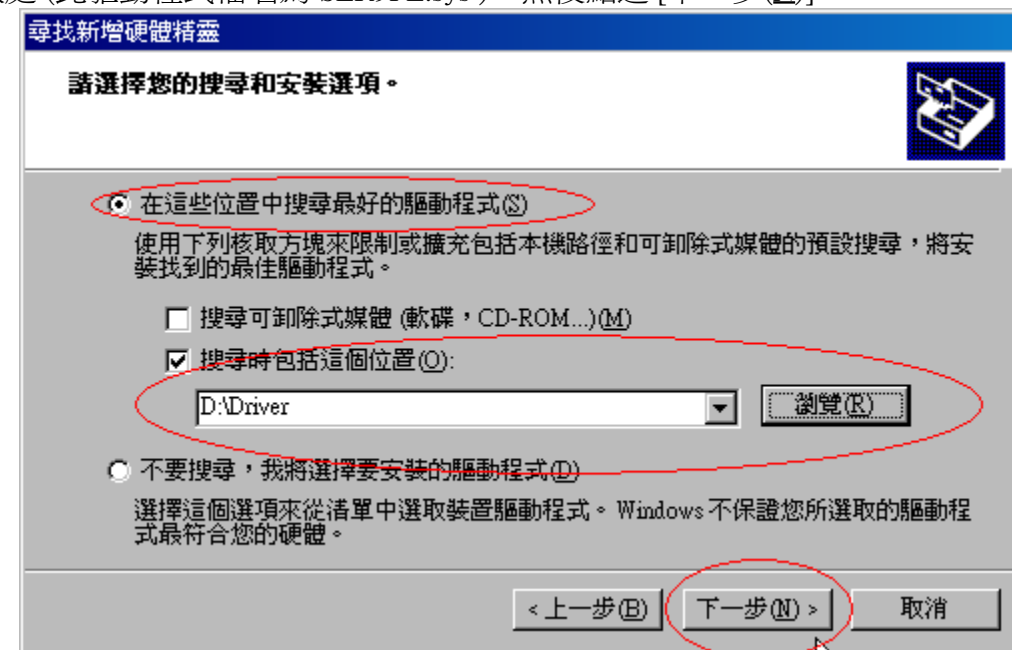 尋找新增硬體精靈
請選擇您的搜尋和安裝選項。
在這些位置中搜尋最好的驅動程式(S)
使用下列核取方塊來限制或擴充包括本機路徑和可卸除式媒體的預設搜尋，將安
裝找到的最佳驅動程式。
搜尋可卸除式媒體 (軟碟，CD-ROM...)(M)
搜尋時包括這個位置(O):
D:\Driver
瀏覽(R)
不要搜尋，我將選擇要安裝的驅動程式(D)
選擇這個選項來從清單中選取裝置驅動程式。Windows 不保證您所選取的驅動程
式最符合您的硬體。
< 上一步(B)
下一步(N) >
取消